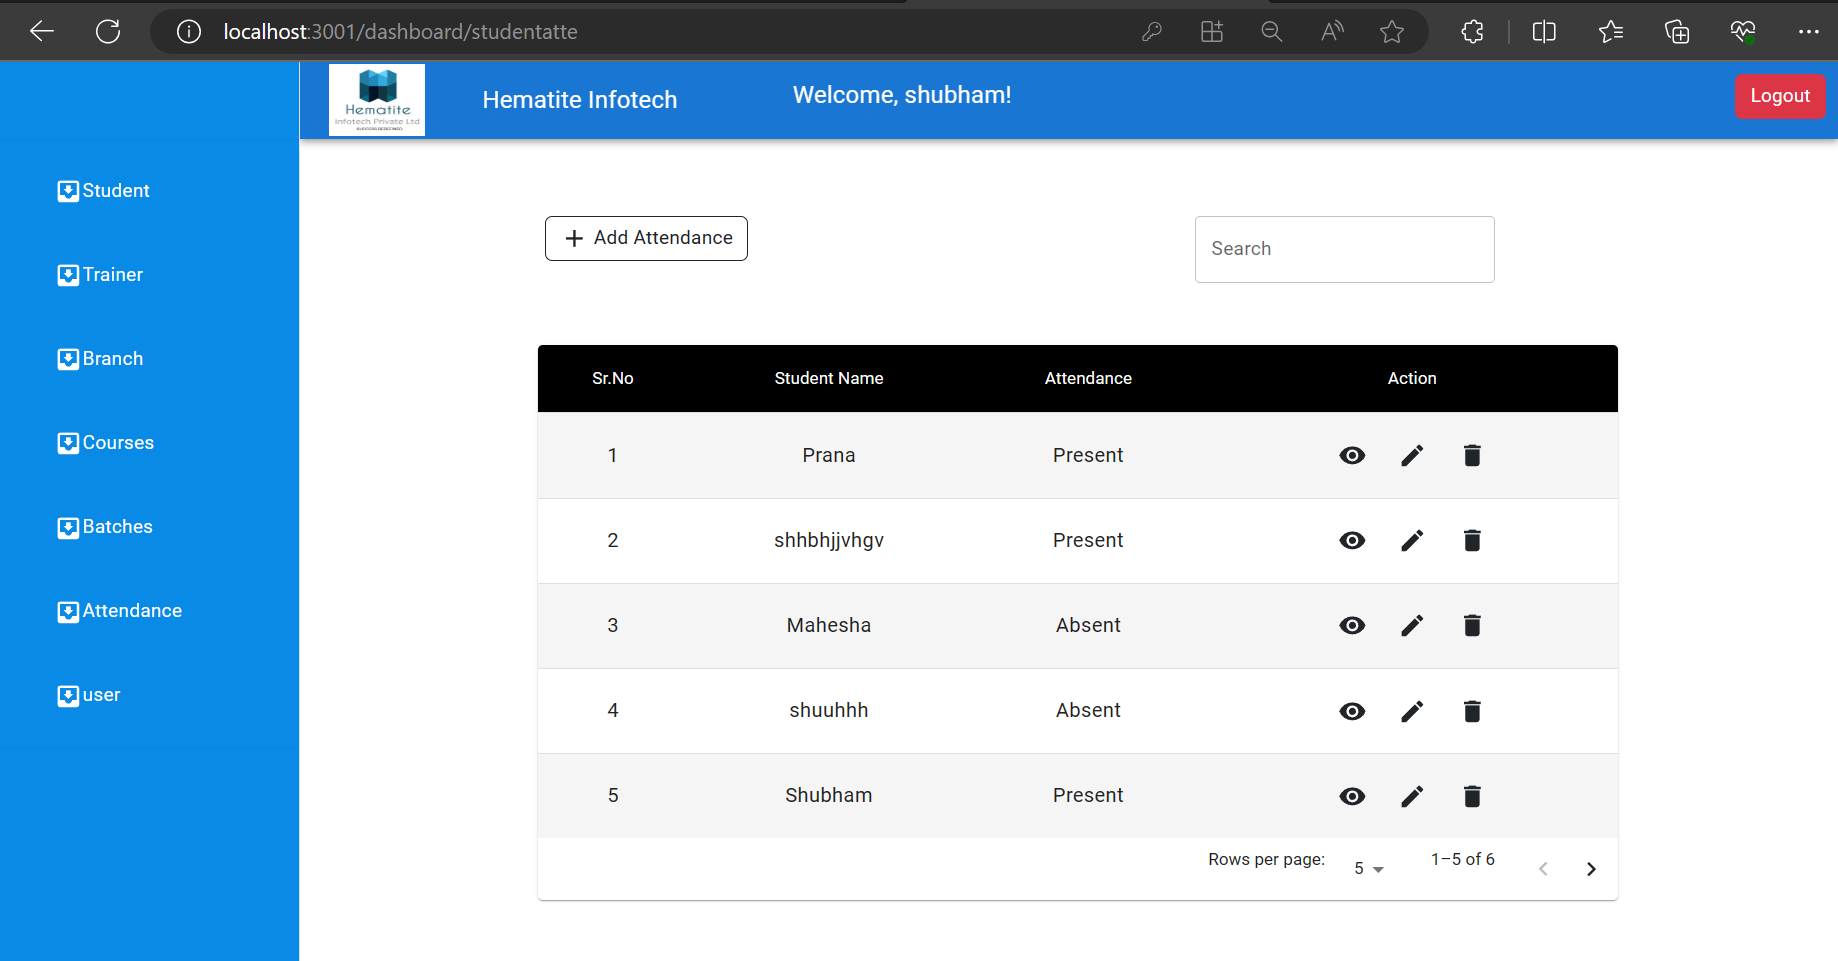 localhost:3001/dashboard/studentatte
Hematite
Infotech Private Ltd
SUCCESS REDEFINED
Hematite Infotech
Welcome, shubham!
Logout
Student
Trainer
Branch
Courses
Batches
Attendance
user
+ Add Attendance
Search
Sr.No Student Name Attendance Action
1 Prana Present
2 shhbhjjvhgv Present
3 Mahesha Absent
4 shuuhhh Absent
5 Shubham Present
Rows per page: 5 1–5 of 6